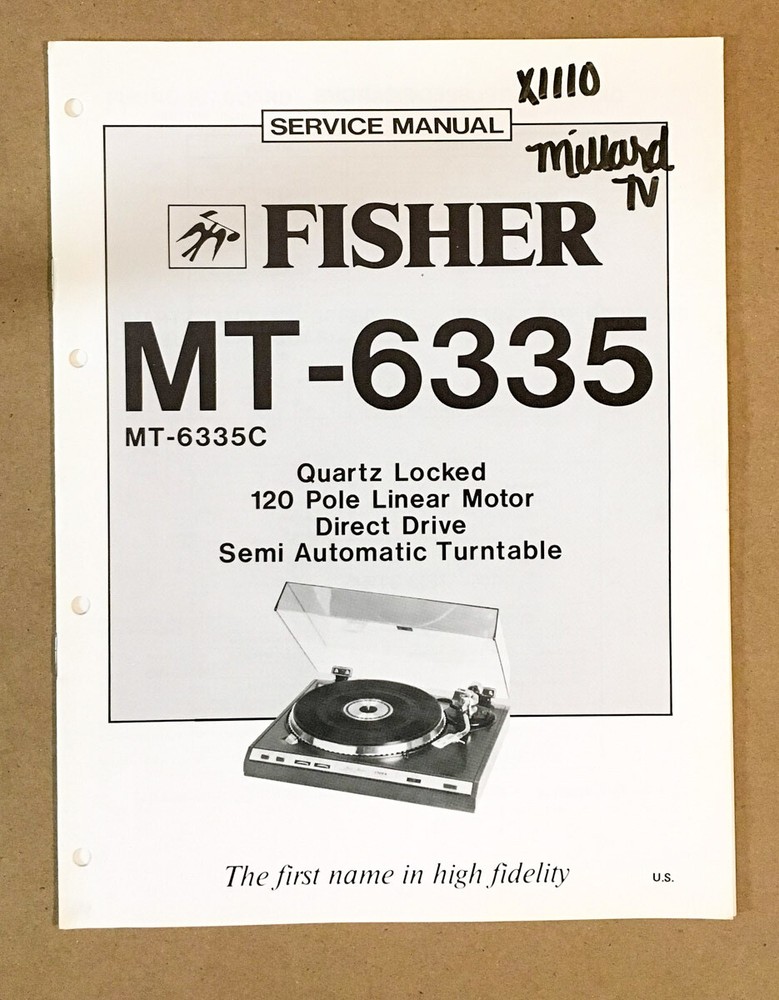 X1110
SERVICE MANUAL
Millard
TV
FISHER
MT-6335
MT-6335C
Quartz Locked
120 Pole Linear Motor
Direct Drive
Semi Automatic Turntable
The first name in high fidelity
U.S.